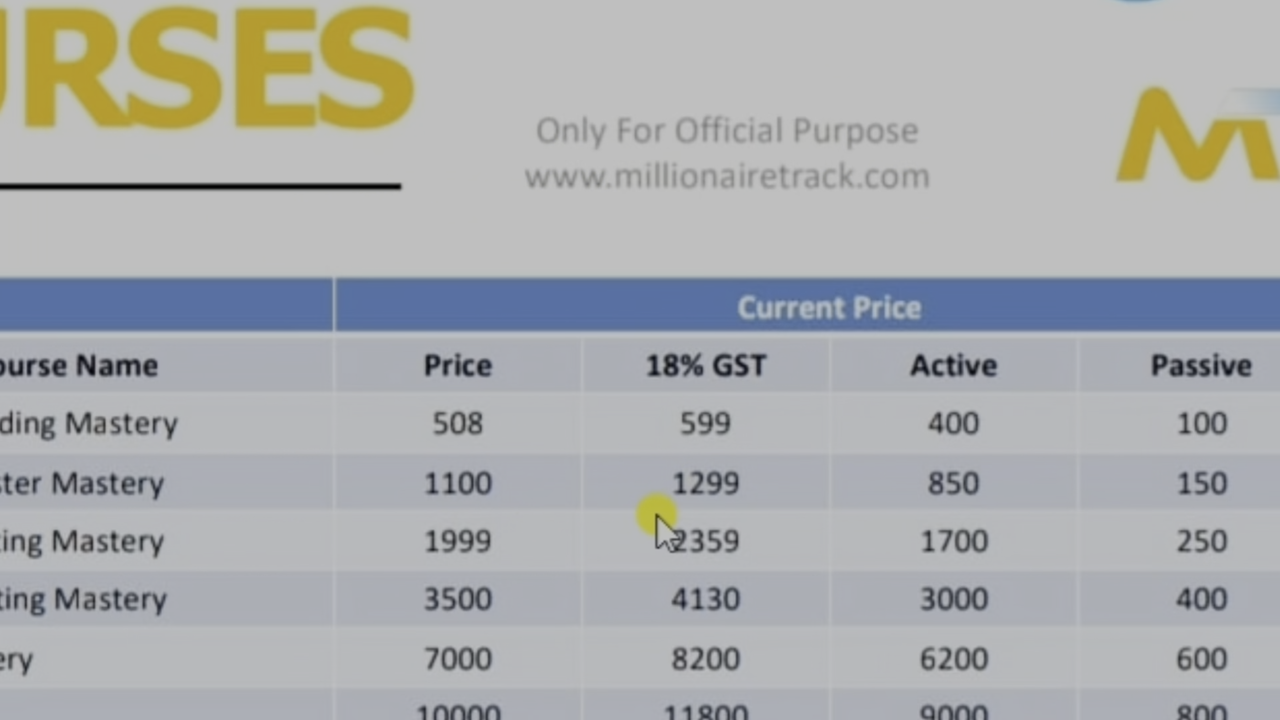 URSES
Only For Official Purpose
www.millionairetrack.com
M
Current Price
ourse Name Price 18% GST Active Passive
ding Mastery 508 599 400 100
ster Mastery 1100 1299 850 150
ting Mastery 1999 2359 1700 250
ting Mastery 3500 4130 3000 400
ery 7000 8200 6200 600
10000 11800 9000 800